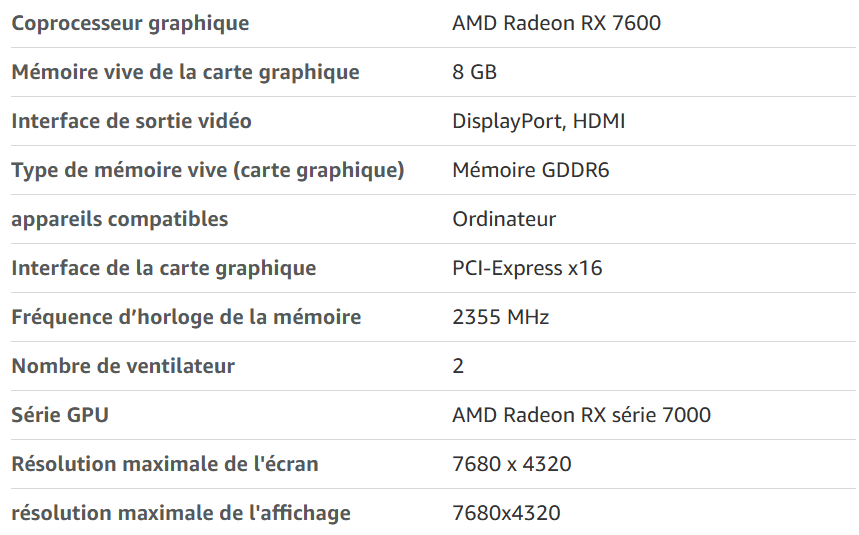 Coprocesseur graphique AMD Radeon RX 7600
Mémoire vive de la carte graphique 8 GB
Interface de sortie vidéo DisplayPort, HDMI
Type de mémoire vive (carte graphique) Mémoire GDDR6
appareils compatibles Ordinateur
Interface de la carte graphique PCI-Express x16
Fréquence d’horloge de la mémoire 2355 MHz
Nombre de ventilateur 2
Série GPU AMD Radeon RX série 7000
Résolution maximale de l'écran 7680 x 4320
résolution maximale de l'affichage 7680x4320